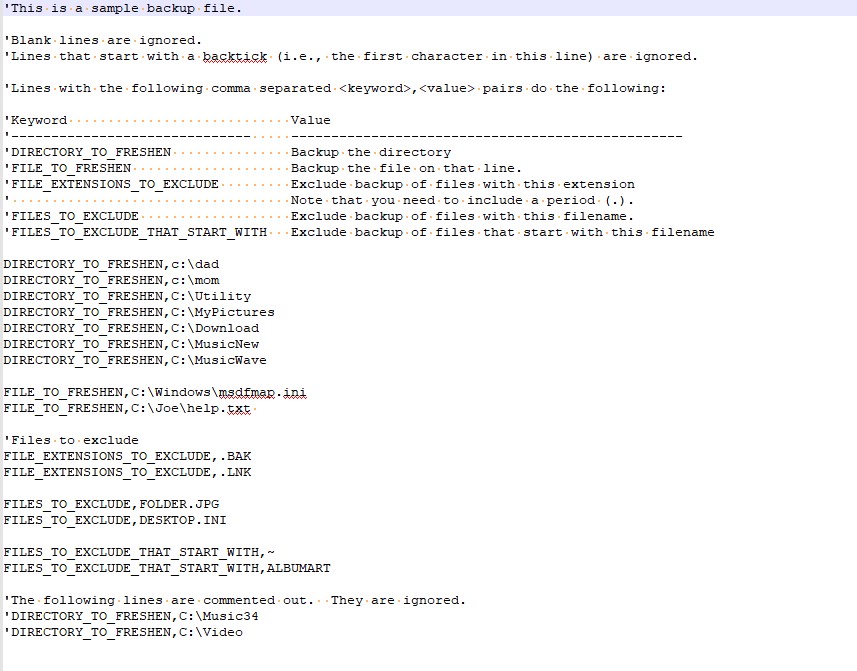 'This is a sample backup file.
'Blank lines are ignored.
'Lines that start with a backtick (i.e., the first character in this line) are ignored.
'Lines with the following comma separated <keyword>,<value> pairs do the following:
'Keyword                            Value
'------------------------------     -------------------------------------------------
'DIRECTORY_TO_FRESHEN               Backup the directory
'FILE_TO_FRESHEN                    Backup the file on that line.
'FILE_EXTENSIONS_TO_EXCLUDE         Exclude backup of files with this extension
'                                   Note that you need to include a period (.).
'FILES_TO_EXCLUDE                   Exclude backup of files with this filename.
'FILES_TO_EXCLUDE_THAT_START_WITH   Exclude backup of files that start with this filename
DIRECTORY_TO_FRESHEN,c:\dad
DIRECTORY_TO_FRESHEN,c:\mom
DIRECTORY_TO_FRESHEN,C:\Utility
DIRECTORY_TO_FRESHEN,C:\MyPictures
DIRECTORY_TO_FRESHEN,C:\Download
DIRECTORY_TO_FRESHEN,C:\MusicNew
DIRECTORY_TO_FRESHEN,C:\MusicWave
FILE_TO_FRESHEN,C:\Windows\msdfmap.ini
FILE_TO_FRESHEN,C:\Joe\help.txt
'Files to exclude
FILE_EXTENSIONS_TO_EXCLUDE,.BAK
FILE_EXTENSIONS_TO_EXCLUDE,.LNK
FILES_TO_EXCLUDE,FOLDER.JPG
FILES_TO_EXCLUDE,DESKTOP.INI
FILES_TO_EXCLUDE_THAT_START_WITH,~
FILES_TO_EXCLUDE_THAT_START_WITH,ALBUMART
'The following lines are commented out.  They are ignored.
'DIRECTORY_TO_FRESHEN,C:\Music34
'DIRECTORY_TO_FRESHEN,C:\Video